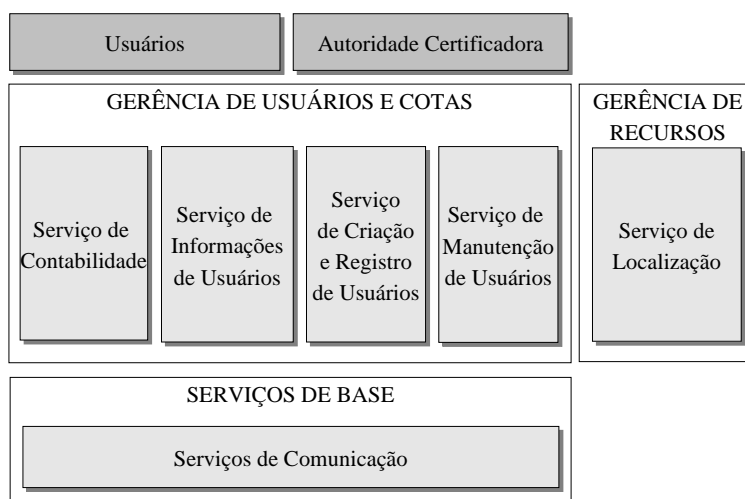 Usuários
Autoridade Certificadora
GERÊNCIA DE USUÁRIOS E COTAS
GERÊNCIA DE
RECURSOS
Serviço de
Contabilidade
Serviço de
Informações
de Usuários
Serviço
de Criação
e Registro
de Usuários
Serviço de
Manutenção
de Usuários
Serviço de
Localização
SERVIÇOS DE BASE
Serviços de Comunicação